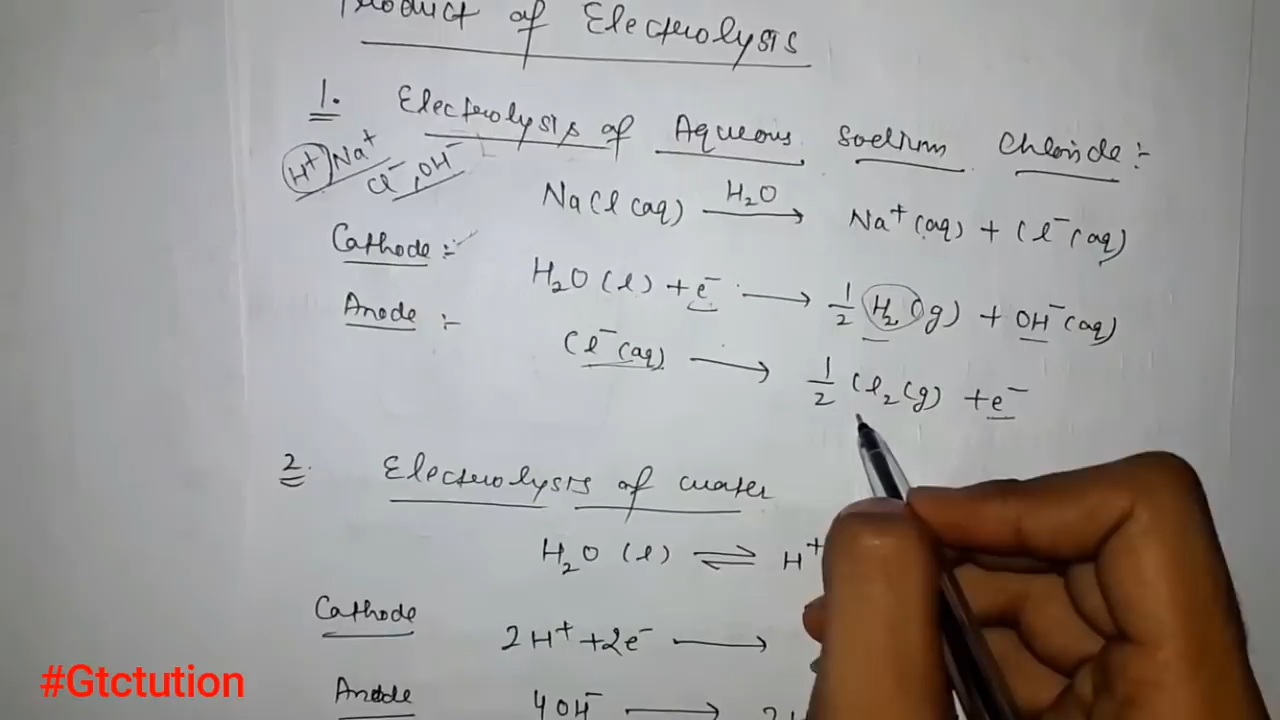 Product of Electrolysis
1. Electrolysis of Aqueous Sodium Chloride :-
H⁺ Na⁺
Cl⁻, OH⁻
NaCl (aq) —H₂O→ Na⁺ (aq) + Cl⁻ (aq)
Cathode :-
H₂O (l) + e⁻ → 1/2 H₂ (g) + OH⁻ (aq)
Anode :-
Cl⁻ (aq) → 1/2 Cl₂ (g) + e⁻
2. Electrolysis of water
H₂O (l) ⇌ H⁺
Cathode
2H⁺ + 2e⁻ →
Anode
4OH⁻ → 2
#Gtctution